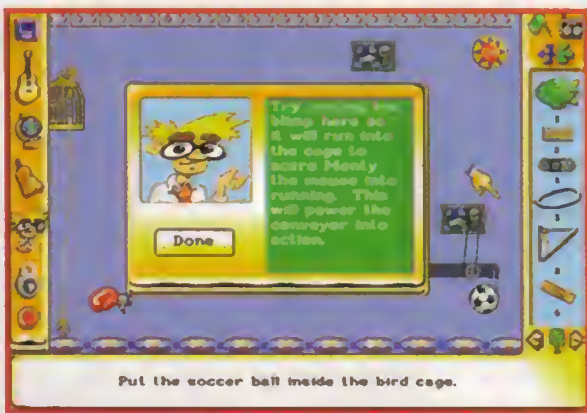 Try
blimp here so
it will run into
the cage to
scare Monty
the mouse into
running. This
will power the
conveyor into
action.
Done
Put the soccer ball inside the bird cage.